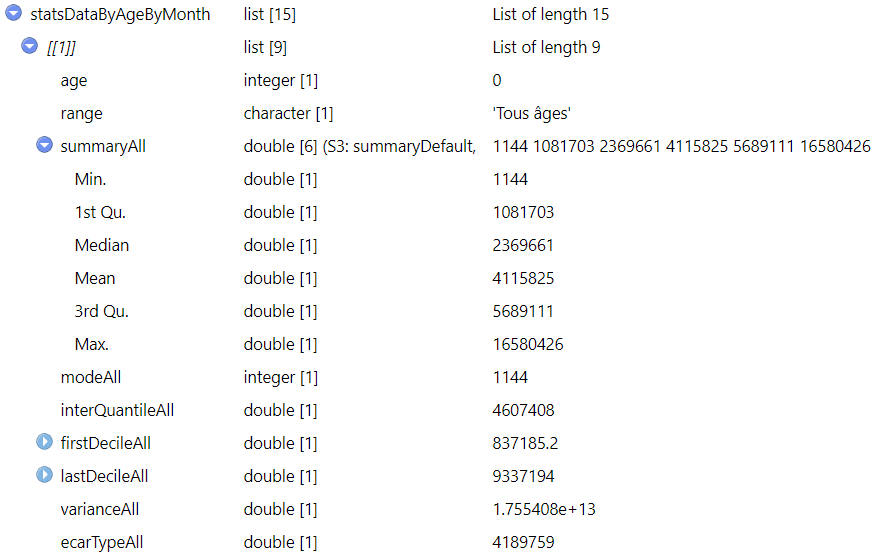 statsDataByAgeByMonth list [15] List of length 15
[[1]] list [9] List of length 9
age integer [1] 0
range character [1] 'Tous âges'
summaryAll double [6] (S3: summaryDefault, 1144 1081703 2369661 4115825 5689111 16580426
Min. double [1] 1144
1st Qu. double [1] 1081703
Median double [1] 2369661
Mean double [1] 4115825
3rd Qu. double [1] 5689111
Max. double [1] 16580426
modeAll integer [1] 1144
interQuantileAll double [1] 4607408
firstDecileAll double [1] 837185.2
lastDecileAll double [1] 9337194
varianceAll double [1] 1.755408e+13
ecarTypeAll double [1] 4189759